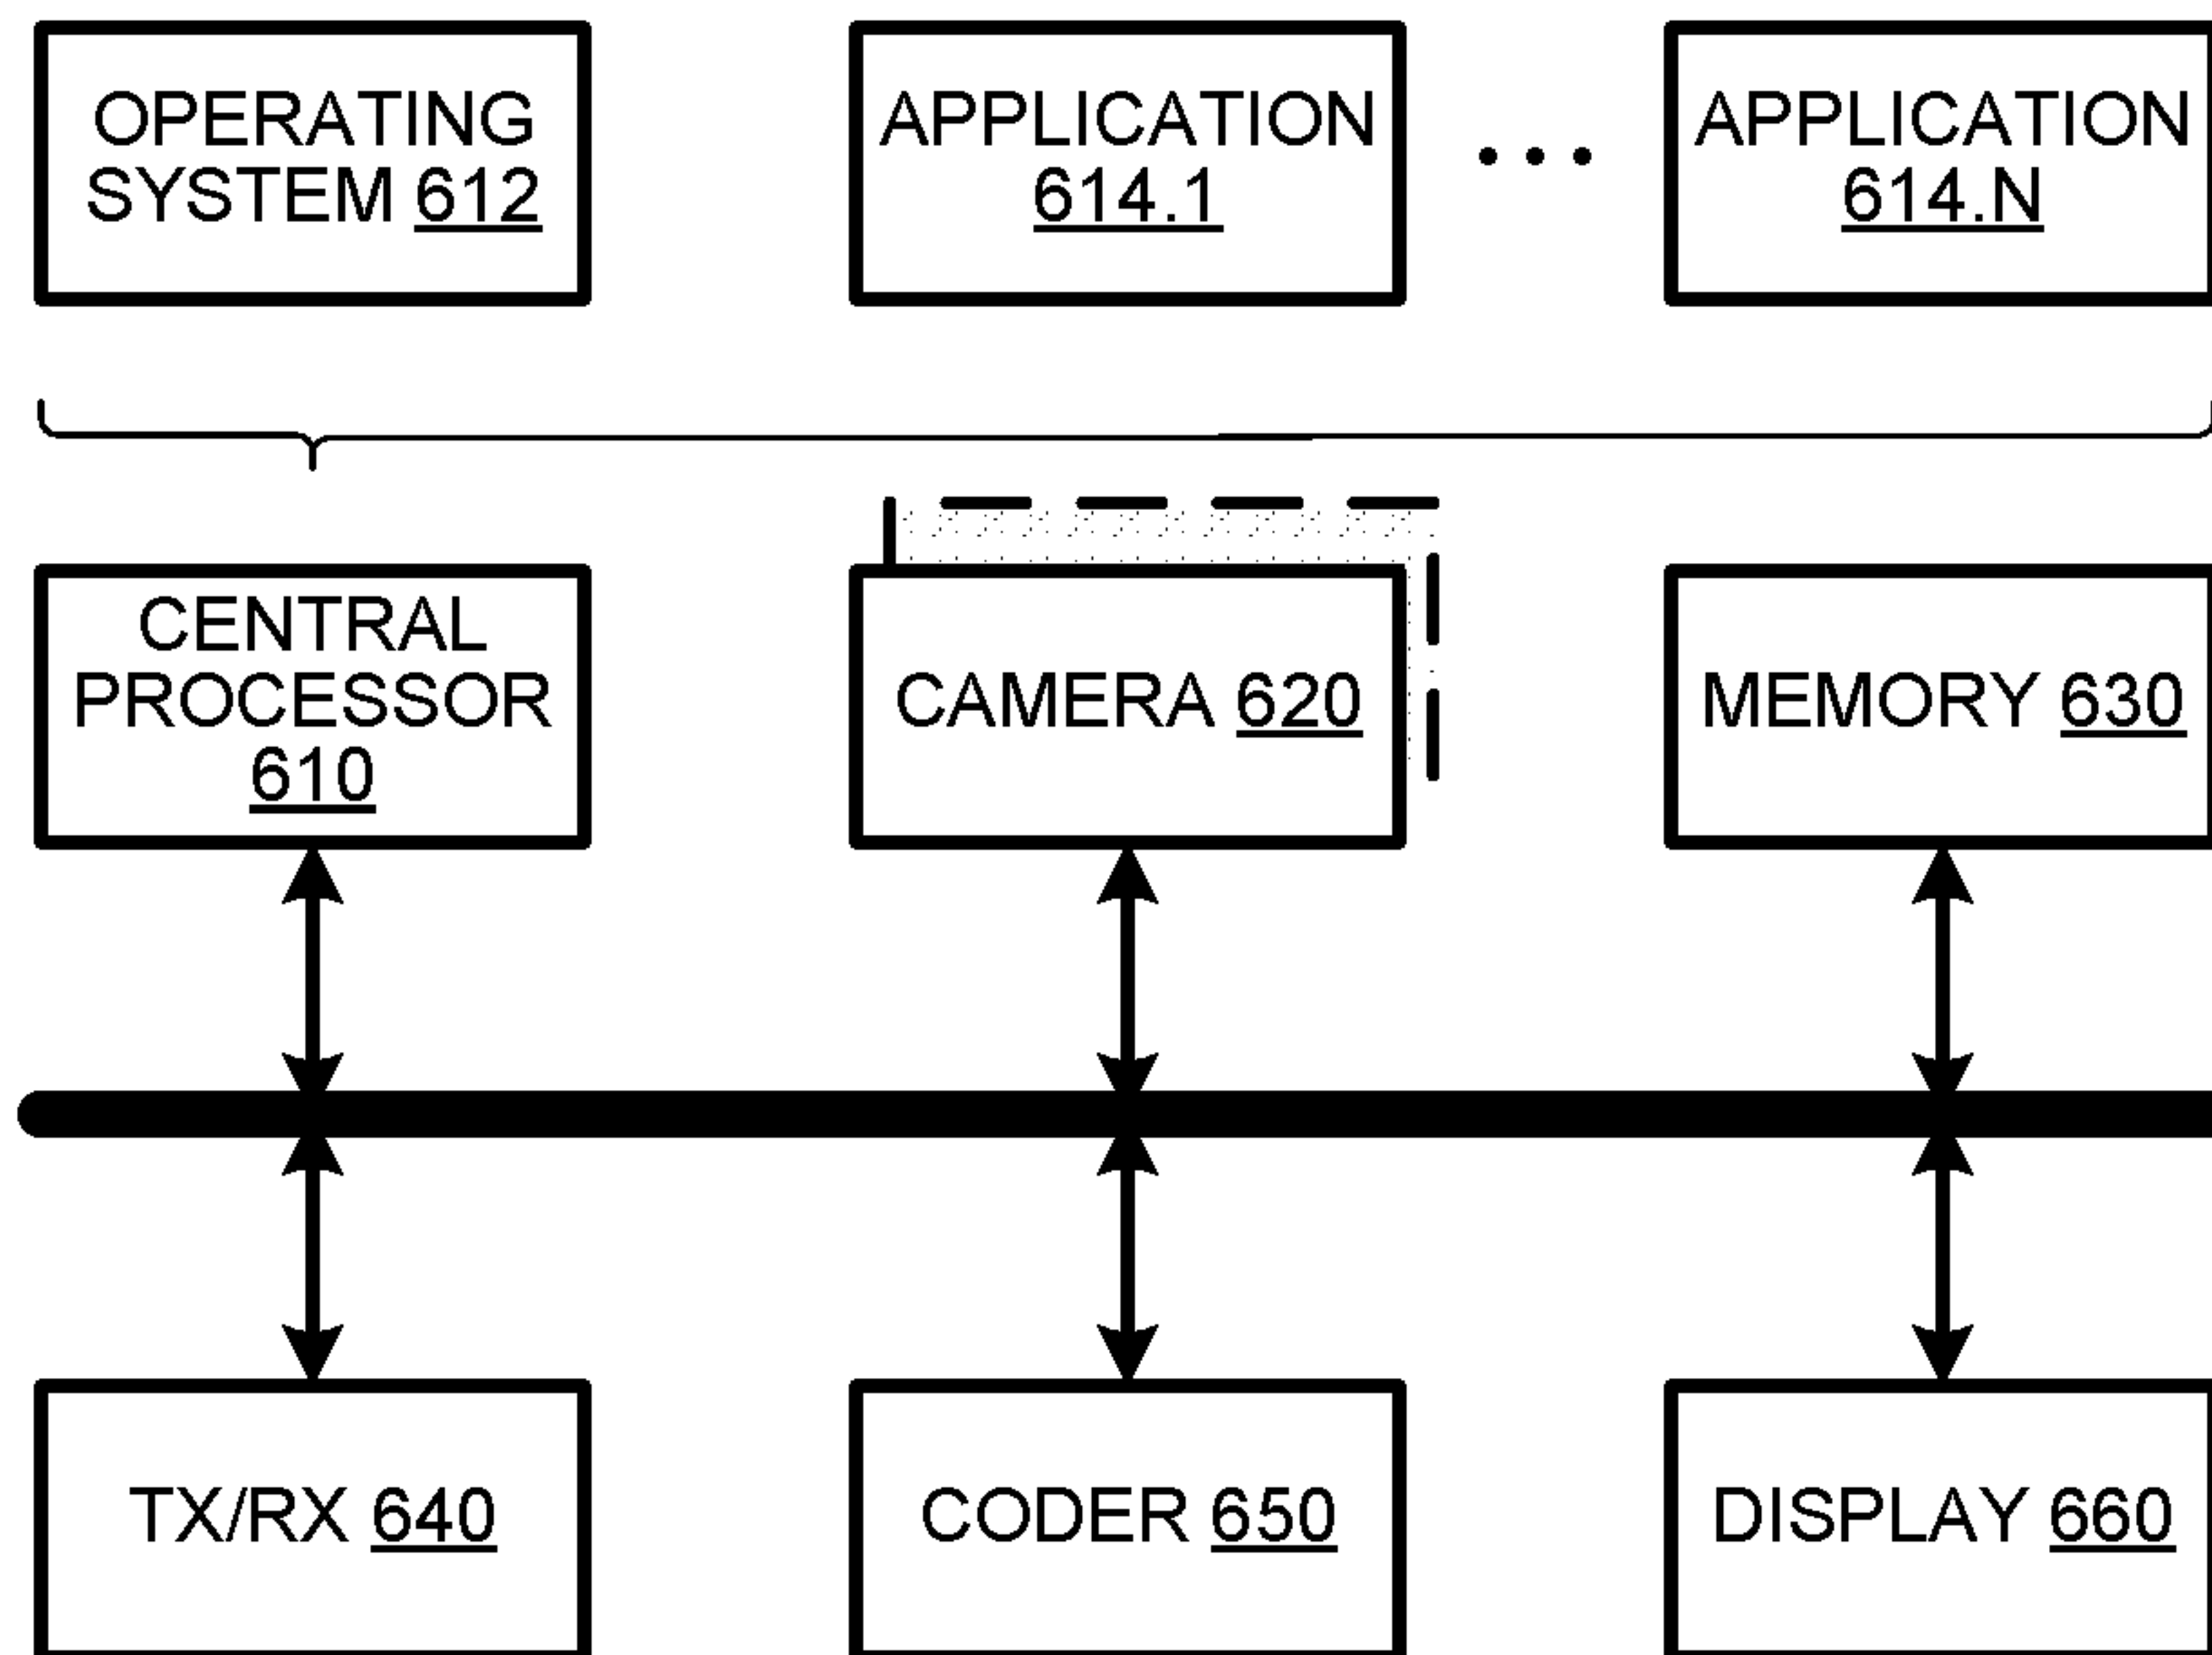 OPERATING
SYSTEM 612
APPLICATION
614.1
APPLICATION
614.N
CENTRAL
PROCESSOR
610
CAMERA 620
MEMORY 630
TX/RX 640
CODER 650
DISPLAY 660